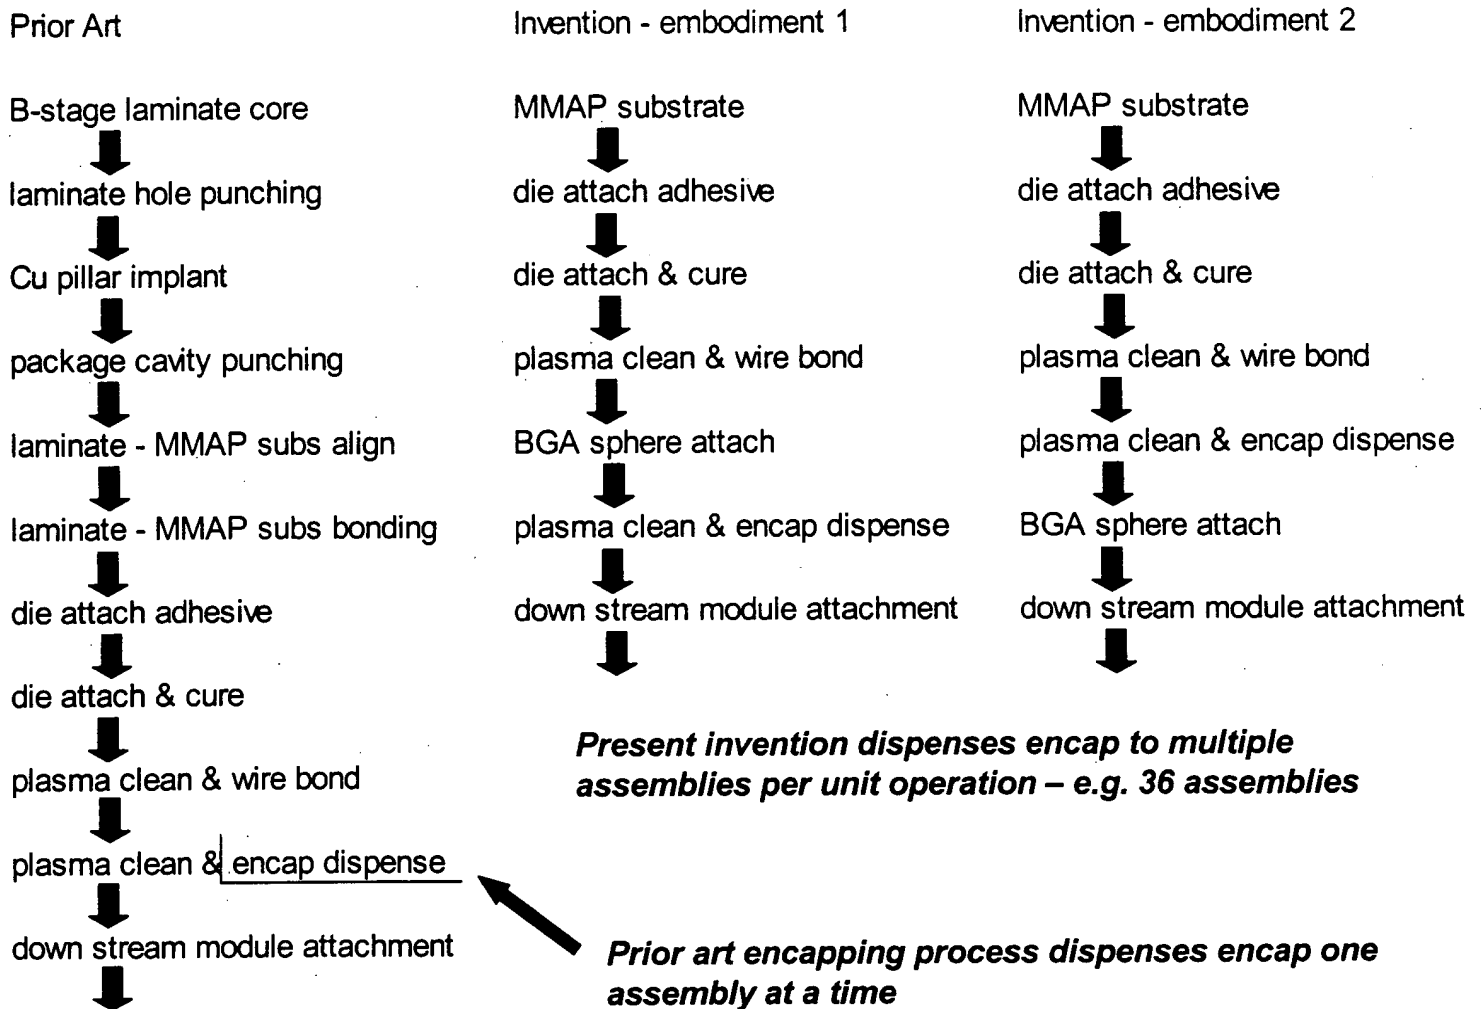 Prior Art
B-stage laminate core
laminate hole punching
Cu pillar implant
package cavity punching
laminate - MMAP subs align
laminate - MMAP subs bonding
die attach adhesive
die attach & cure
plasma clean & wire bond
plasma clean & encap dispense
down stream module attachment
Invention - embodiment 1
MMAP substrate
die attach adhesive
die attach & cure
plasma clean & wire bond
BGA sphere attach
plasma clean & encap dispense
down stream module attachment
Invention - embodiment 2
MMAP substrate
die attach adhesive
die attach & cure
plasma clean & wire bond
plasma clean & encap dispense
BGA sphere attach
down stream module attachment
Present invention dispenses encap to multiple
assemblies per unit operation – e.g. 36 assemblies
Prior art encapping process dispenses encap one
assembly at a time